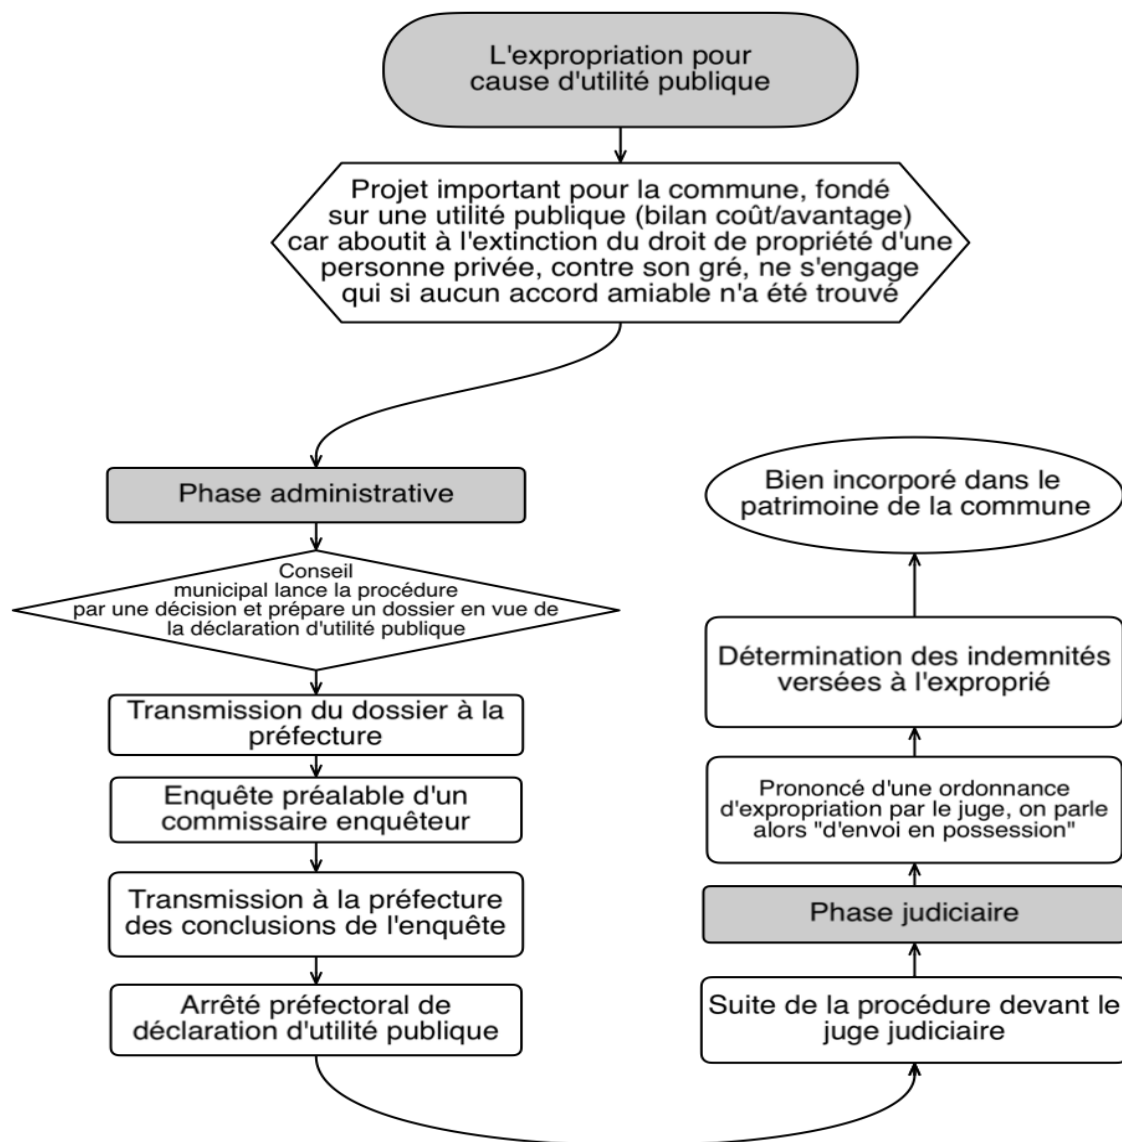 L'expropriation pour
cause d'utilité publique
Projet important pour la commune, fondé
sur une utilité publique (bilan coût/avantage)
car aboutit à l'extinction du droit de propriété d'une
personne privée, contre son gré, ne s'engage
qui si aucun accord amiable n'a été trouvé
Phase administrative
Conseil
municipal lance la procédure
par une décision et prépare un dossier en vue de
la déclaration d'utilité publique
Transmission du dossier à la
préfecture
Enquête préalable d'un
commissaire enquêteur
Transmission à la préfecture
des conclusions de l'enquête
Arrêté préfectoral de
déclaration d'utilité publique
Suite de la procédure devant le
juge judiciaire
Phase judiciaire
Prononcé d'une ordonnance
d'expropriation par le juge, on parle
alors "d'envoi en possession"
Détermination des indemnités
versées à l'exproprié
Bien incorporé dans le
patrimoine de la commune